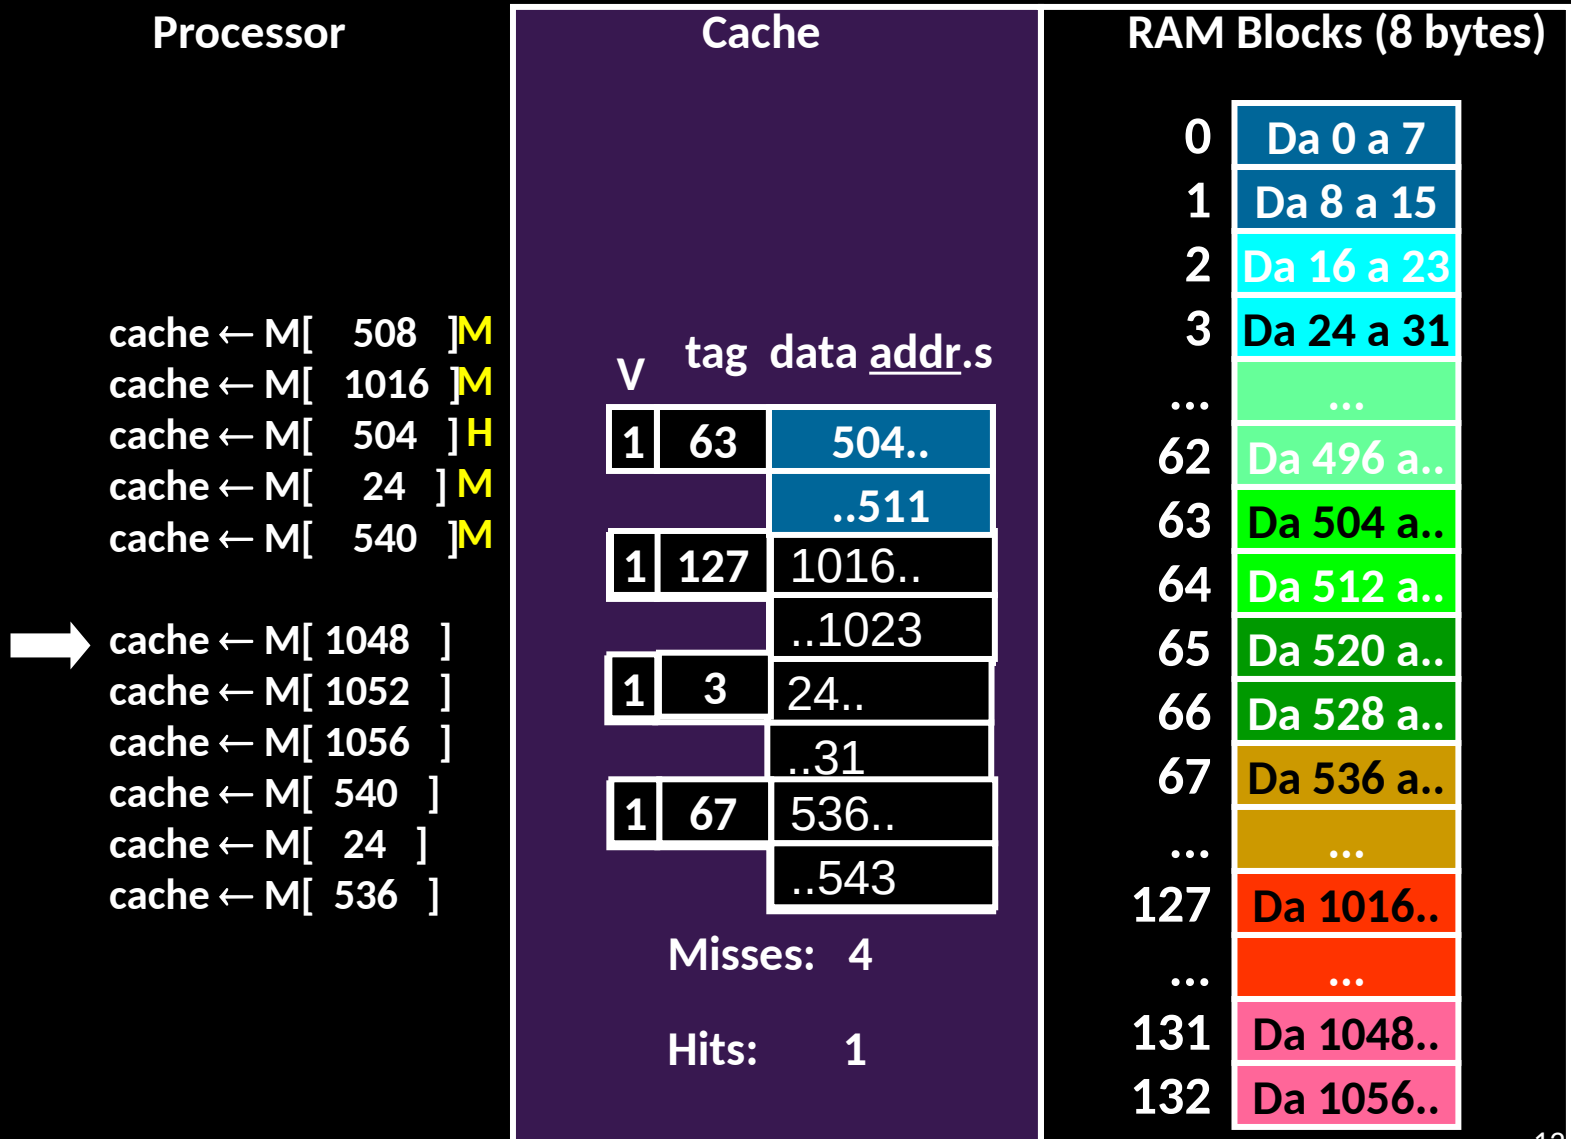 Processor
cache ← M[ 508 ] M
cache ← M[ 1016 ] M
cache ← M[ 504 ] H
cache ← M[ 24 ] M
cache ← M[ 540 ] M
cache ← M[ 1048 ]
cache ← M[ 1052 ]
cache ← M[ 1056 ]
cache ← M[ 540 ]
cache ← M[ 24 ]
cache ← M[ 536 ]
Cache
V tag data addr.s
1 63 504..
..511
1 127 1016..
..1023
1 3 24..
..31
1 67 536..
..543
Misses: 4
Hits: 1
RAM Blocks (8 bytes)
0 Da 0 a 7
1 Da 8 a 15
2 Da 16 a 23
3 Da 24 a 31
... ...
62 Da 496 a..
63 Da 504 a..
64 Da 512 a..
65 Da 520 a..
66 Da 528 a..
67 Da 536 a..
... ...
127 Da 1016..
... ...
131 Da 1048..
132 Da 1056..